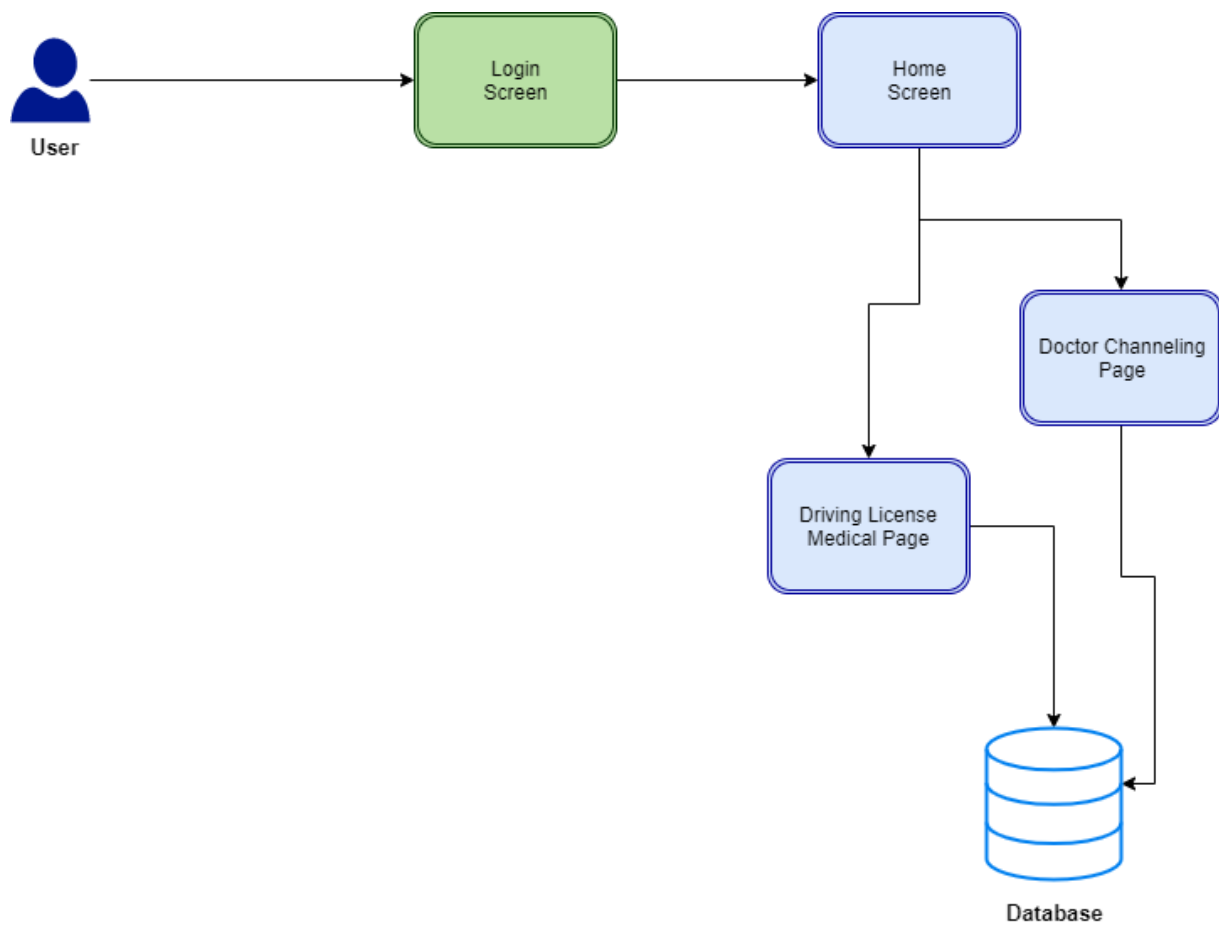 Login
Screen
Home
Screen
User
Doctor Channeling
Page
Driving License
Medical Page
Database